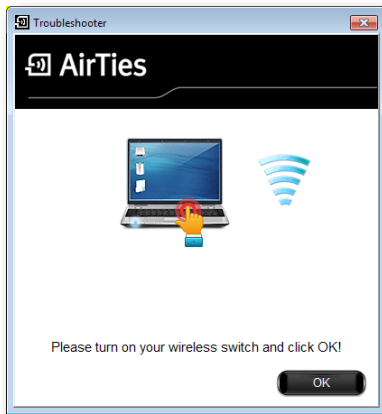 Troubleshooter
AirTies
Please turn on your wireless switch and click OK!
OK